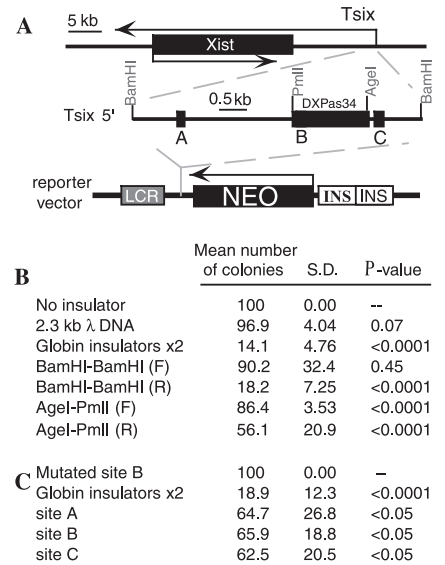 A
5 kb
Tsix
Xist
BamHI
PmlI
AgeI
BamHI
0.5 kb
DXPas34
Tsix 5'
A
B
C
reporter vector
LCR
NEO
INS
INS
B
Mean number of colonies S.D. P-value
No insulator 100 0.00 --
2.3 kb λ DNA 96.9 4.04 0.07
Globin insulators x2 14.1 4.76 <0.0001
BamHI-BamHI (F) 90.2 32.4 0.45
BamHI-BamHI (R) 18.2 7.25 <0.0001
AgeI-PmlI (F) 86.4 3.53 <0.0001
AgeI-PmlI (R) 56.1 20.9 <0.0001
C
Mutated site B 100 0.00 –
Globin insulators x2 18.9 12.3 <0.0001
site A 64.7 26.8 <0.05
site B 65.9 18.8 <0.05
site C 62.5 20.5 <0.05